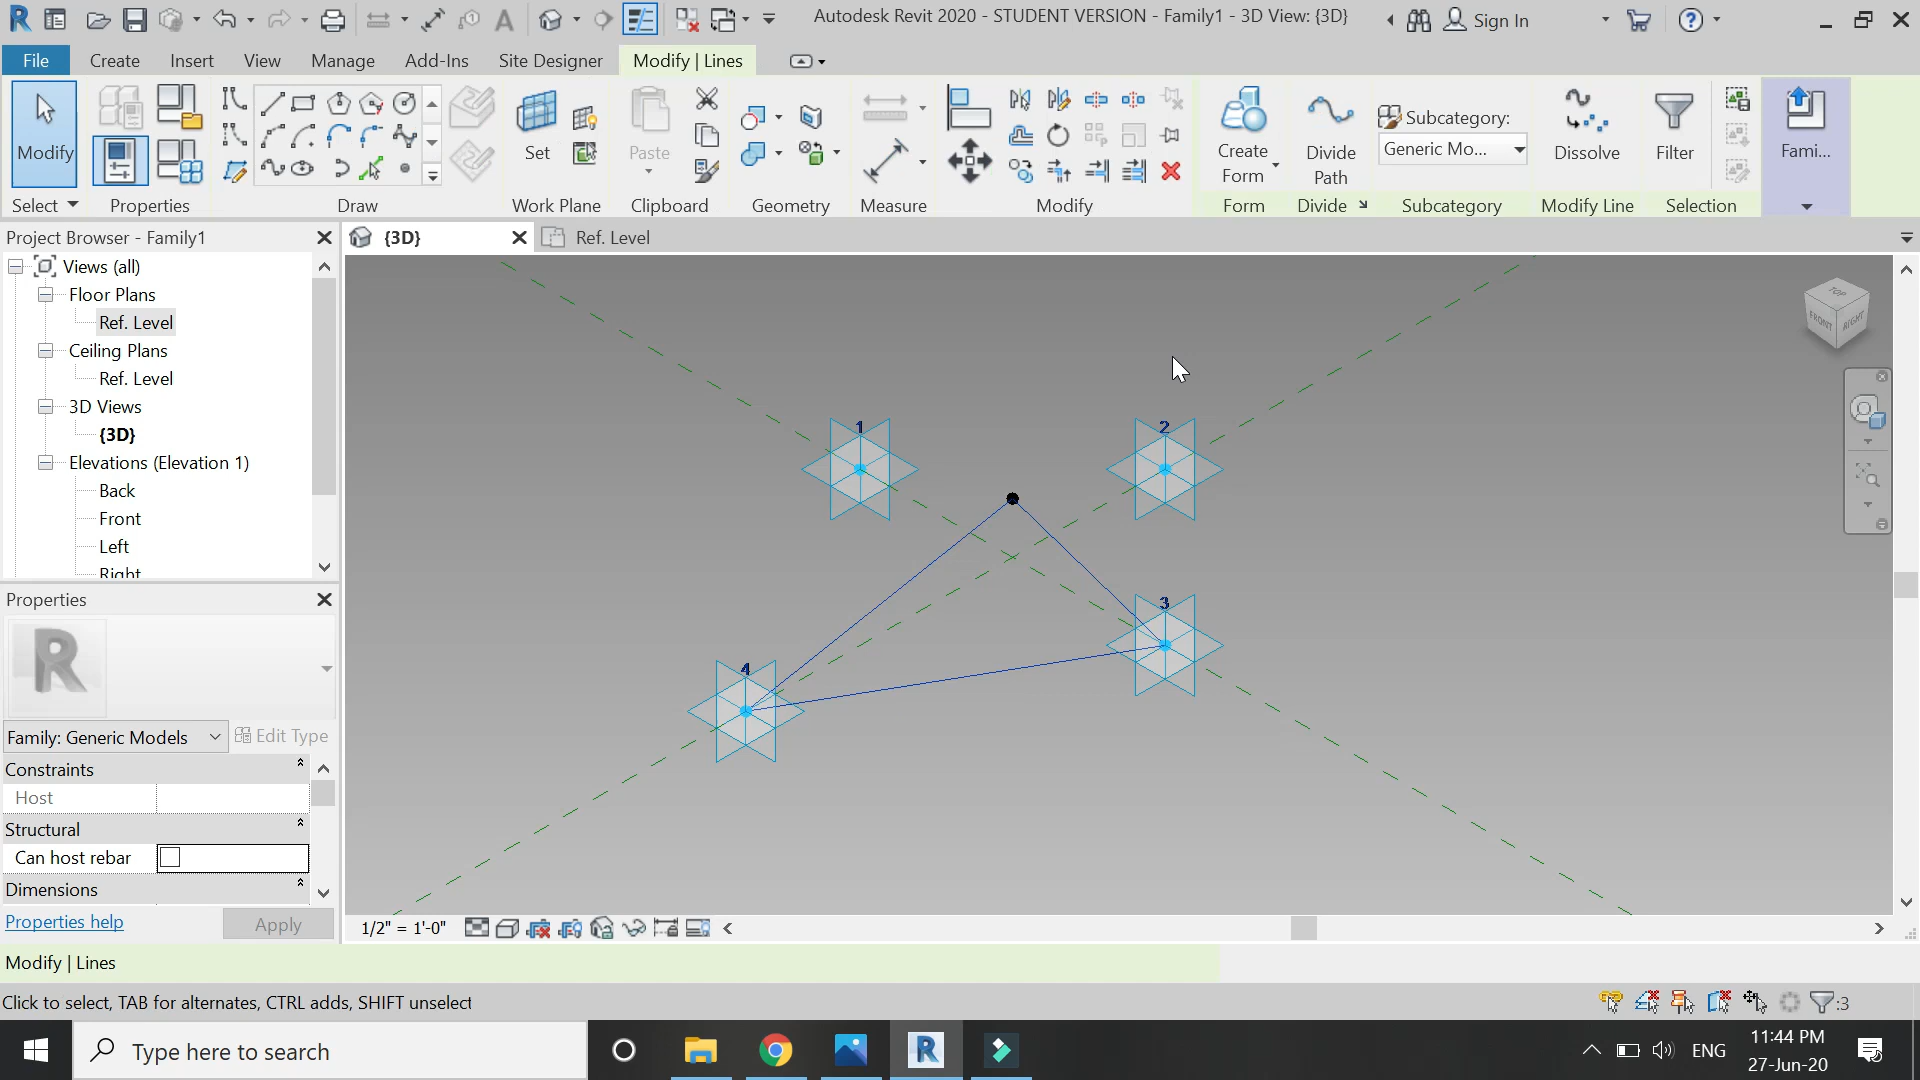 Autodesk Revit 2020 - STUDENT VERSION - Family1 - 3D View: {3D}
Sign In
File
Create
Insert
View
Manage
Add-Ins
Site Designer
Modify | Lines
Modify
Set
Paste
Create
Form
Divide
Path
Subcategory:
Generic Mo...
Dissolve
Filter
Fami...
Select
Properties
Draw
Work Plane
Clipboard
Geometry
Measure
Modify
Form
Divide
Subcategory
Modify Line
Selection
Project Browser - Family1
{3D}
Ref. Level
Views (all)
Floor Plans
Ref. Level
Ceiling Plans
Ref. Level
3D Views
{3D}
Elevations (Elevation 1)
Back
Front
Left
Right
TOP
FRONT
RIGHT
1
2
3
4
Properties
R
Family: Generic Models
Edit Type
Constraints
Host
Structural
Can host rebar
Dimensions
Properties help
Apply
1/2" = 1'-0"
Modify | Lines
Click to select, TAB for alternates, CTRL adds, SHIFT unselect
:3
Type here to search
R
ENG
11:44 PM
27-Jun-20